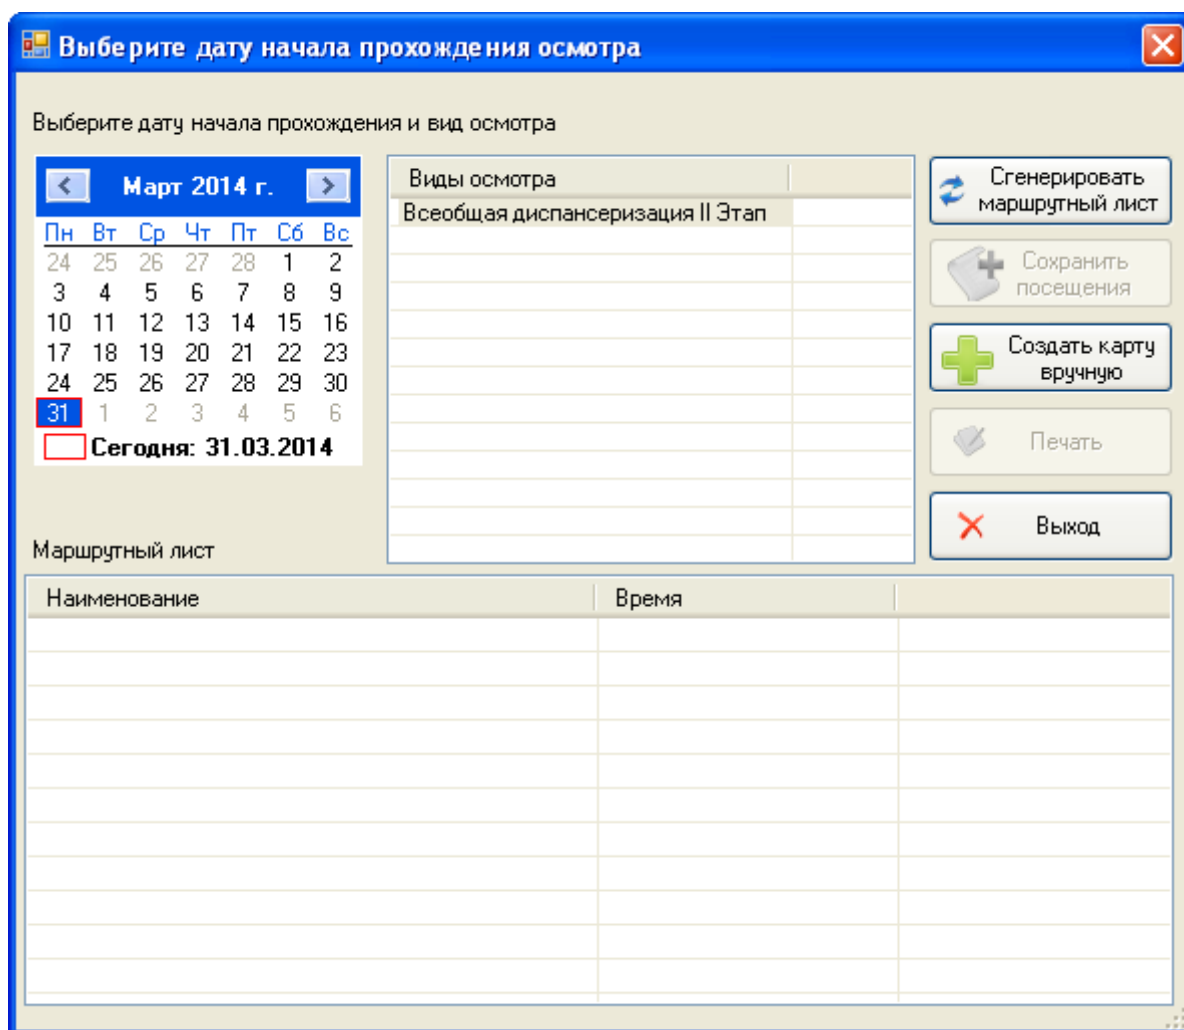 Выберите дату начала прохождения осмотра
Выберите дату начала прохождения и вид осмотра
Март 2014 г.
Пн Вт Ср Чт Пт Сб Вс
24 25 26 27 28 1 2
3 4 5 6 7 8 9
10 11 12 13 14 15 16
17 18 19 20 21 22 23
24 25 26 27 28 29 30
31 1 2 3 4 5 6
Сегодня: 31.03.2014
Виды осмотра
Всеобщая диспансеризация II Этап
Сгенерировать
маршрутный лист
Сохранить
посещения
Создать карту
вручную
Печать
Выход
Маршрутный лист
Наименование Время